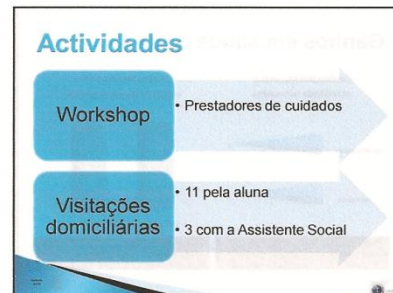 Actividades
Workshop
• Prestadores de cuidados
Visitações
domiciliárias
• 11 pela aluna
• 3 com a Assistente Social